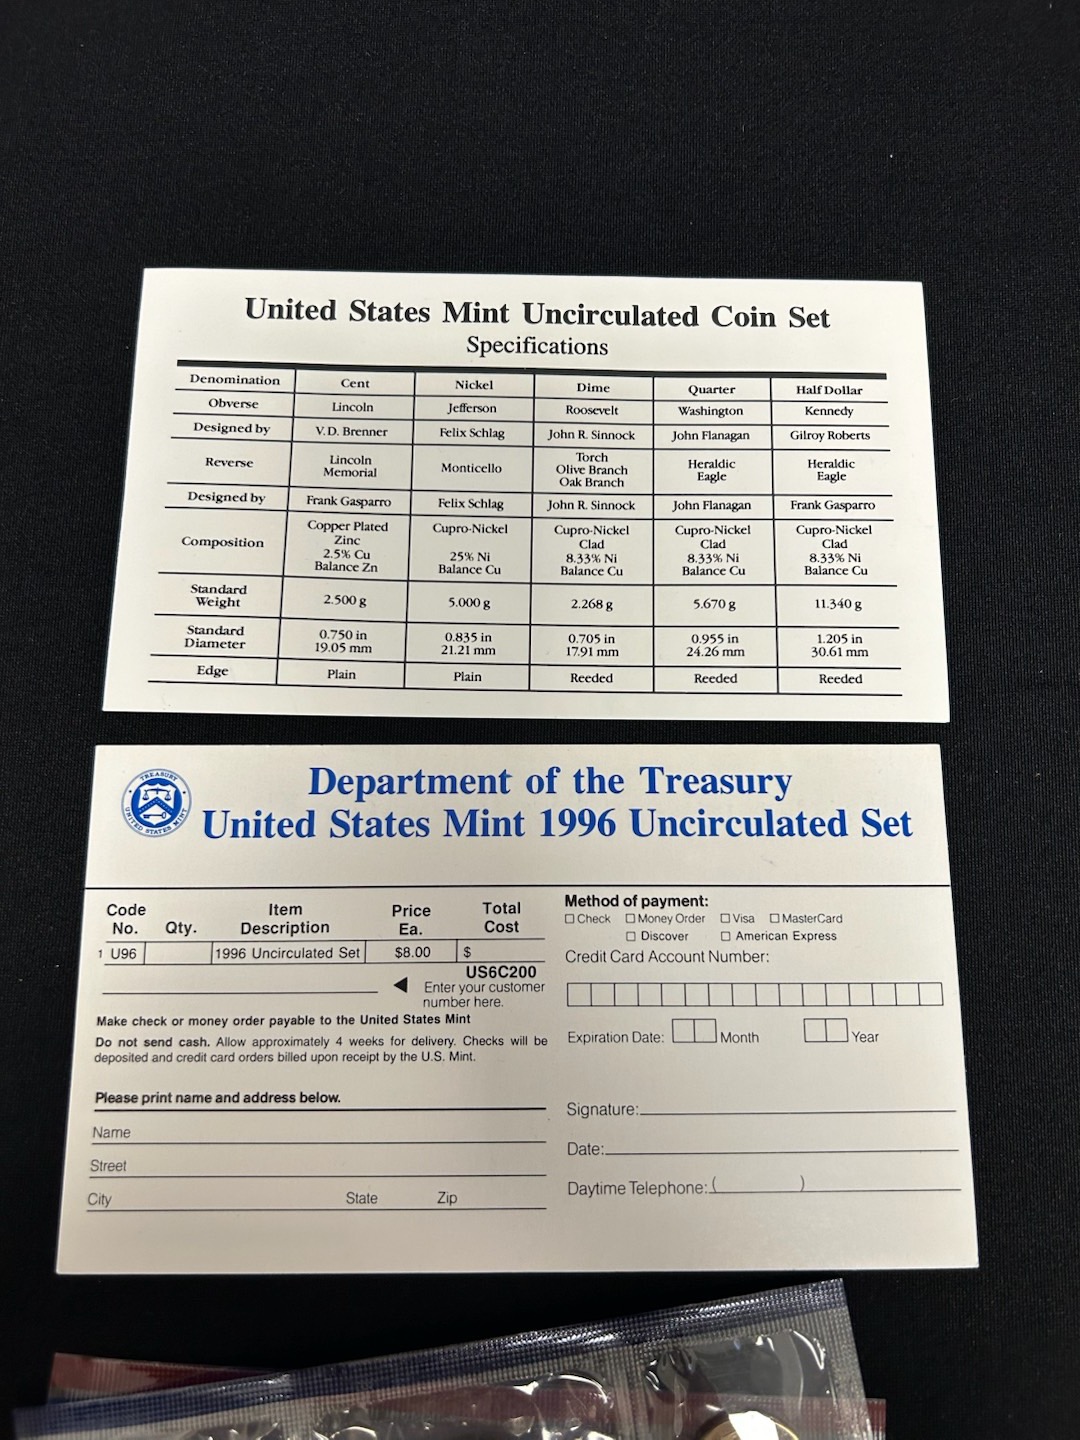 United States Mint Uncirculated Coin Set
Specifications
Denomination Cent Nickel Dime Quarter Half Dollar
Obverse Lincoln Jefferson Roosevelt Washington Kennedy
Designed by V.D. Brenner Felix Schlag John R. Sinnock John Flanagan Gilroy Roberts
Reverse Lincoln Memorial Monticello Torch Olive Branch Oak Branch Heraldic Eagle Heraldic Eagle
Designed by Frank Gasparro Felix Schlag John R. Sinnock John Flanagan Frank Gasparro
Composition Copper Plated Zinc 2.5% Cu Balance Zn Cupro-Nickel 25% Ni Balance Cu Cupro-Nickel Clad 8.33% Ni Balance Cu Cupro-Nickel Clad 8.33% Ni Balance Cu Cupro-Nickel Clad 8.33% Ni Balance Cu
Standard Weight 2.500 g 5.000 g 2.268 g 5.670 g 11.340 g
Standard Diameter 0.750 in 19.05 mm 0.835 in 21.21 mm 0.705 in 17.91 mm 0.955 in 24.26 mm 1.205 in 30.61 mm
Edge Plain Plain Reeded Reeded Reeded
TREASURY
UNITED STATES MINT
Department of the Treasury
United States Mint 1996 Uncirculated Set
Code No. Qty. Item Description Price Ea. Total Cost
1 U96 1996 Uncirculated Set $8.00 $
US6C200
Enter your customer
number here.
Make check or money order payable to the United States Mint
Do not send cash. Allow approximately 4 weeks for delivery. Checks will be
deposited and credit card orders billed upon receipt by the U.S. Mint.
Please print name and address below.
Name
Street
City State Zip
Method of payment:
Check Money Order Visa MasterCard
Discover American Express
Credit Card Account Number:
Expiration Date: Month Year
Signature:
Date:
Daytime Telephone: ( )